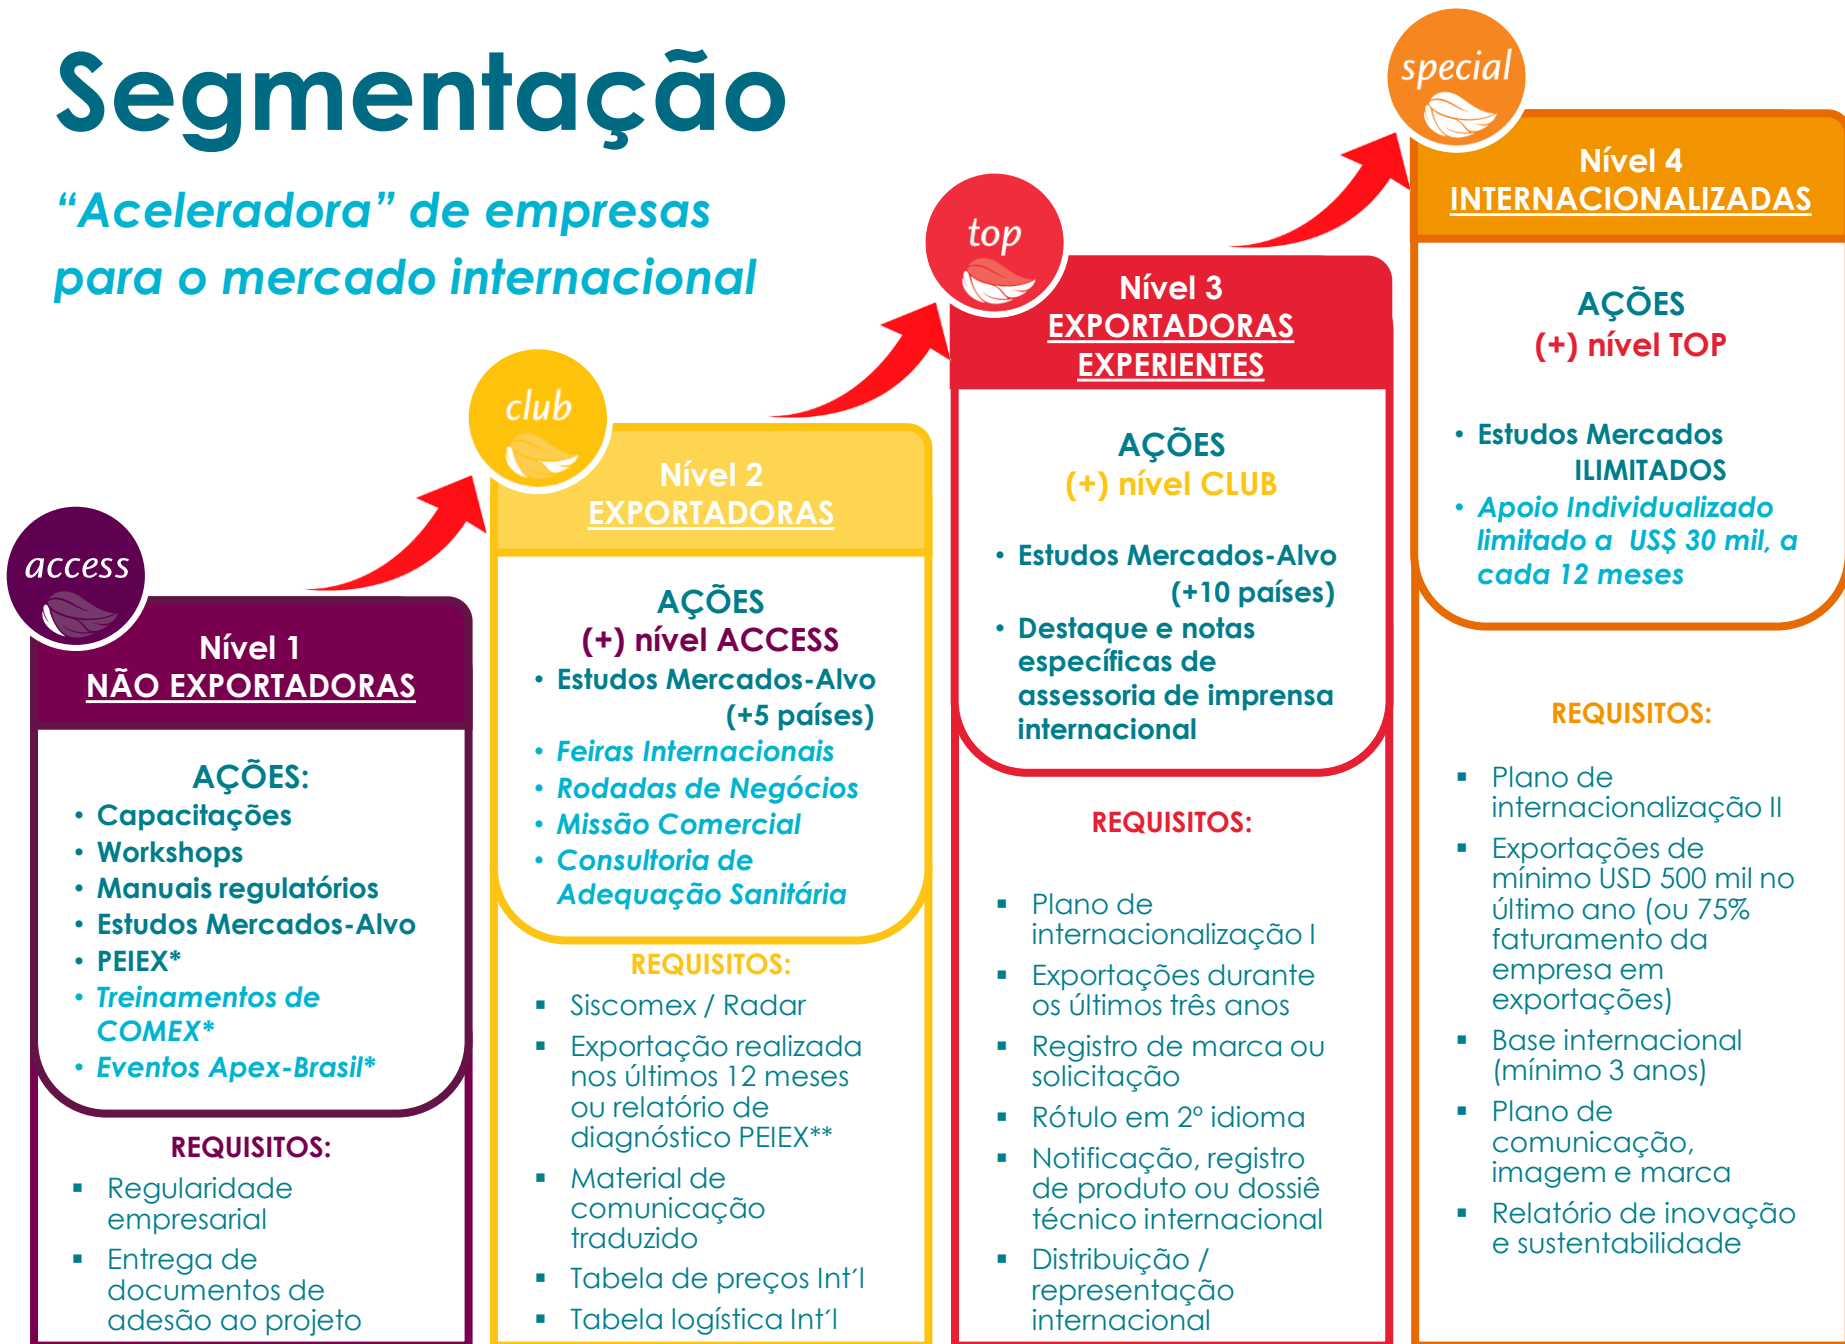 Segmentação
“Aceleradora” de empresas
para o mercado internacional
access
Nível 1
NÃO EXPORTADORAS
AÇÕES:
• Capacitações
• Workshops
• Manuais regulatórios
• Estudos Mercados-Alvo
• PEIEX*
• Treinamentos de
COMEX*
• Eventos Apex-Brasil*
REQUISITOS:
▪ Regularidade
empresarial
▪ Entrega de
documentos de
adesão ao projeto
club
Nível 2
EXPORTADORAS
AÇÕES
(+) nível ACCESS
• Estudos Mercados-Alvo
(+5 países)
• Feiras Internacionais
• Rodadas de Negócios
• Missão Comercial
• Consultoria de
Adequação Sanitária
REQUISITOS:
▪ Siscomex / Radar
▪ Exportação realizada
nos últimos 12 meses
ou relatório de
diagnóstico PEIEX**
▪ Material de
comunicação
traduzido
▪ Tabela de preços Int´l
▪ Tabela logística Int´l
top
Nível 3
EXPORTADORAS
EXPERIENTES
AÇÕES
(+) nível CLUB
• Estudos Mercados-Alvo
(+10 países)
• Destaque e notas
específicas de
assessoria de imprensa
internacional
REQUISITOS:
▪ Plano de
internacionalização I
▪ Exportações durante
os últimos três anos
▪ Registro de marca ou
solicitação
▪ Rótulo em 2º idioma
▪ Notificação, registro
de produto ou dossiê
técnico internacional
▪ Distribuição /
representação
internacional
special
Nível 4
INTERNACIONALIZADAS
AÇÕES
(+) nível TOP
• Estudos Mercados
ILIMITADOS
• Apoio Individualizado
limitado a US$ 30 mil, a
cada 12 meses
REQUISITOS:
▪ Plano de
internacionalização II
▪ Exportações de
mínimo USD 500 mil no
último ano (ou 75%
faturamento da
empresa em
exportações)
▪ Base internacional
(mínimo 3 anos)
▪ Plano de
comunicação,
imagem e marca
▪ Relatório de inovação
e sustentabilidade